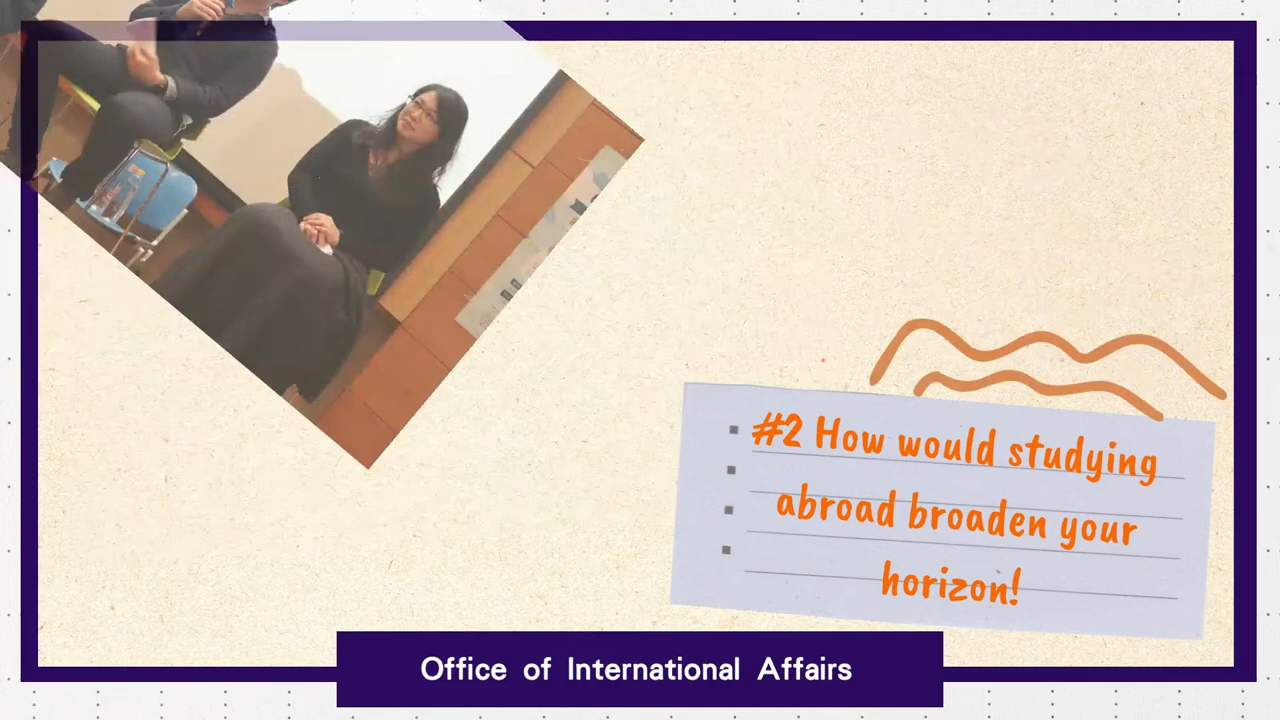 #2 How would studying
abroad broaden your
horizon!
Office of International Affairs